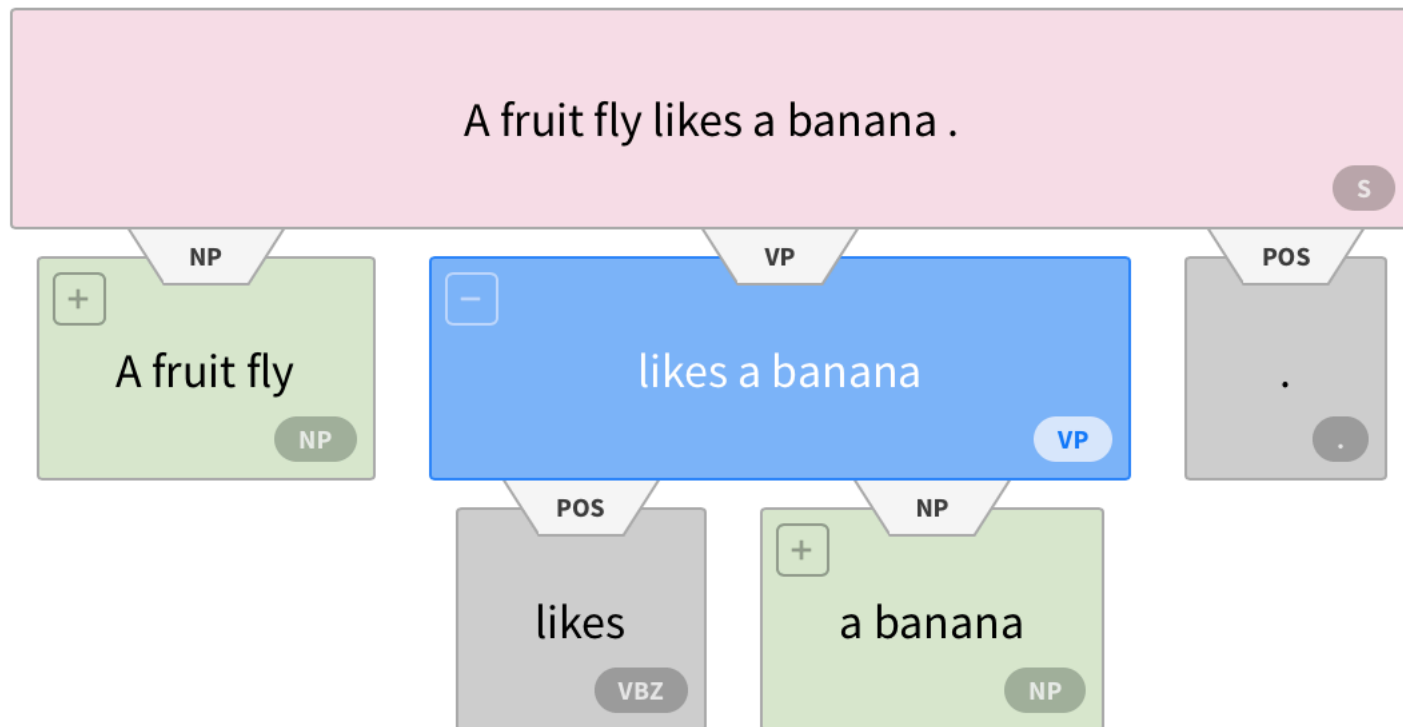 A fruit fly likes a banana .
S
NP
VP
POS
+
−
A fruit fly
likes a banana
.
NP
VP
.
POS
NP
+
likes
a banana
VBZ
NP